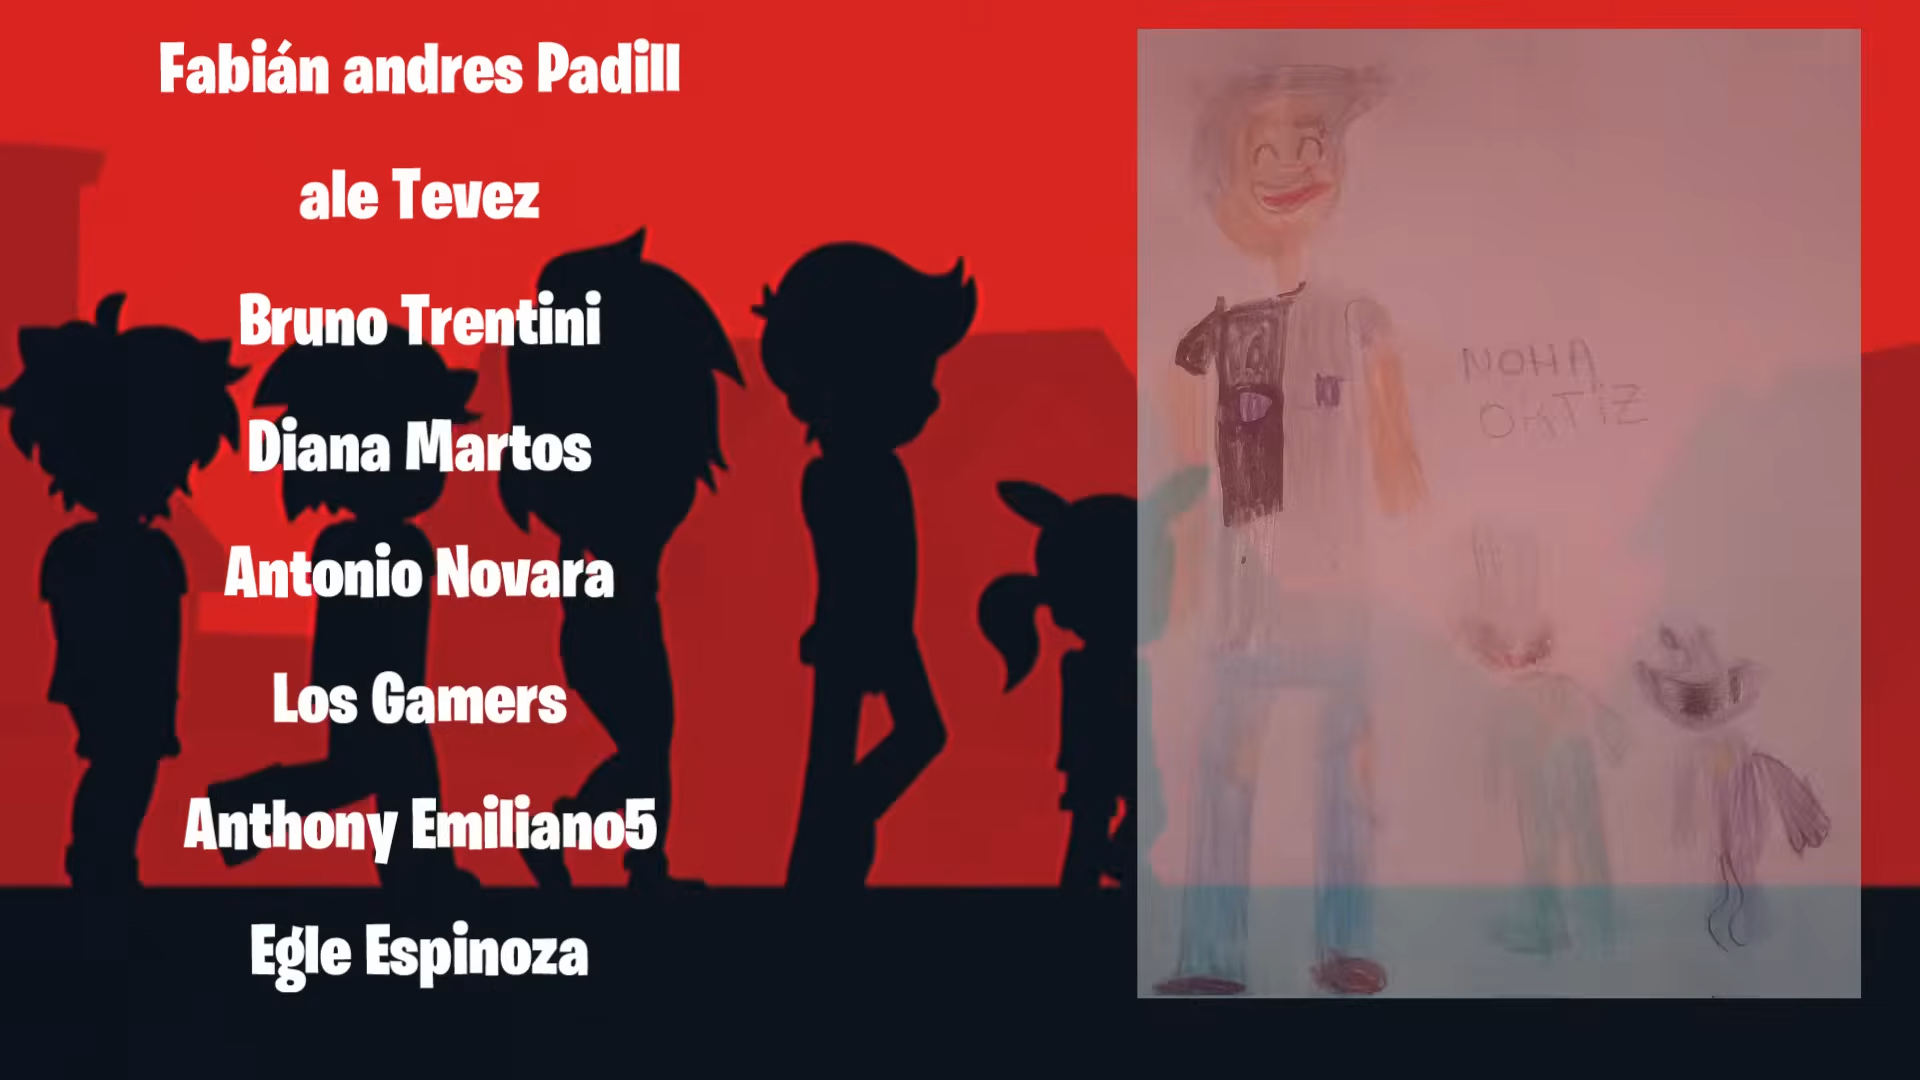 Fabián andres Padill
ale Tevez
Bruno Trentini
Diana Martos
Antonio Novara
Los Gamers
Anthony Emiliano5
Egle Espinoza
NOHA
ORTIZ